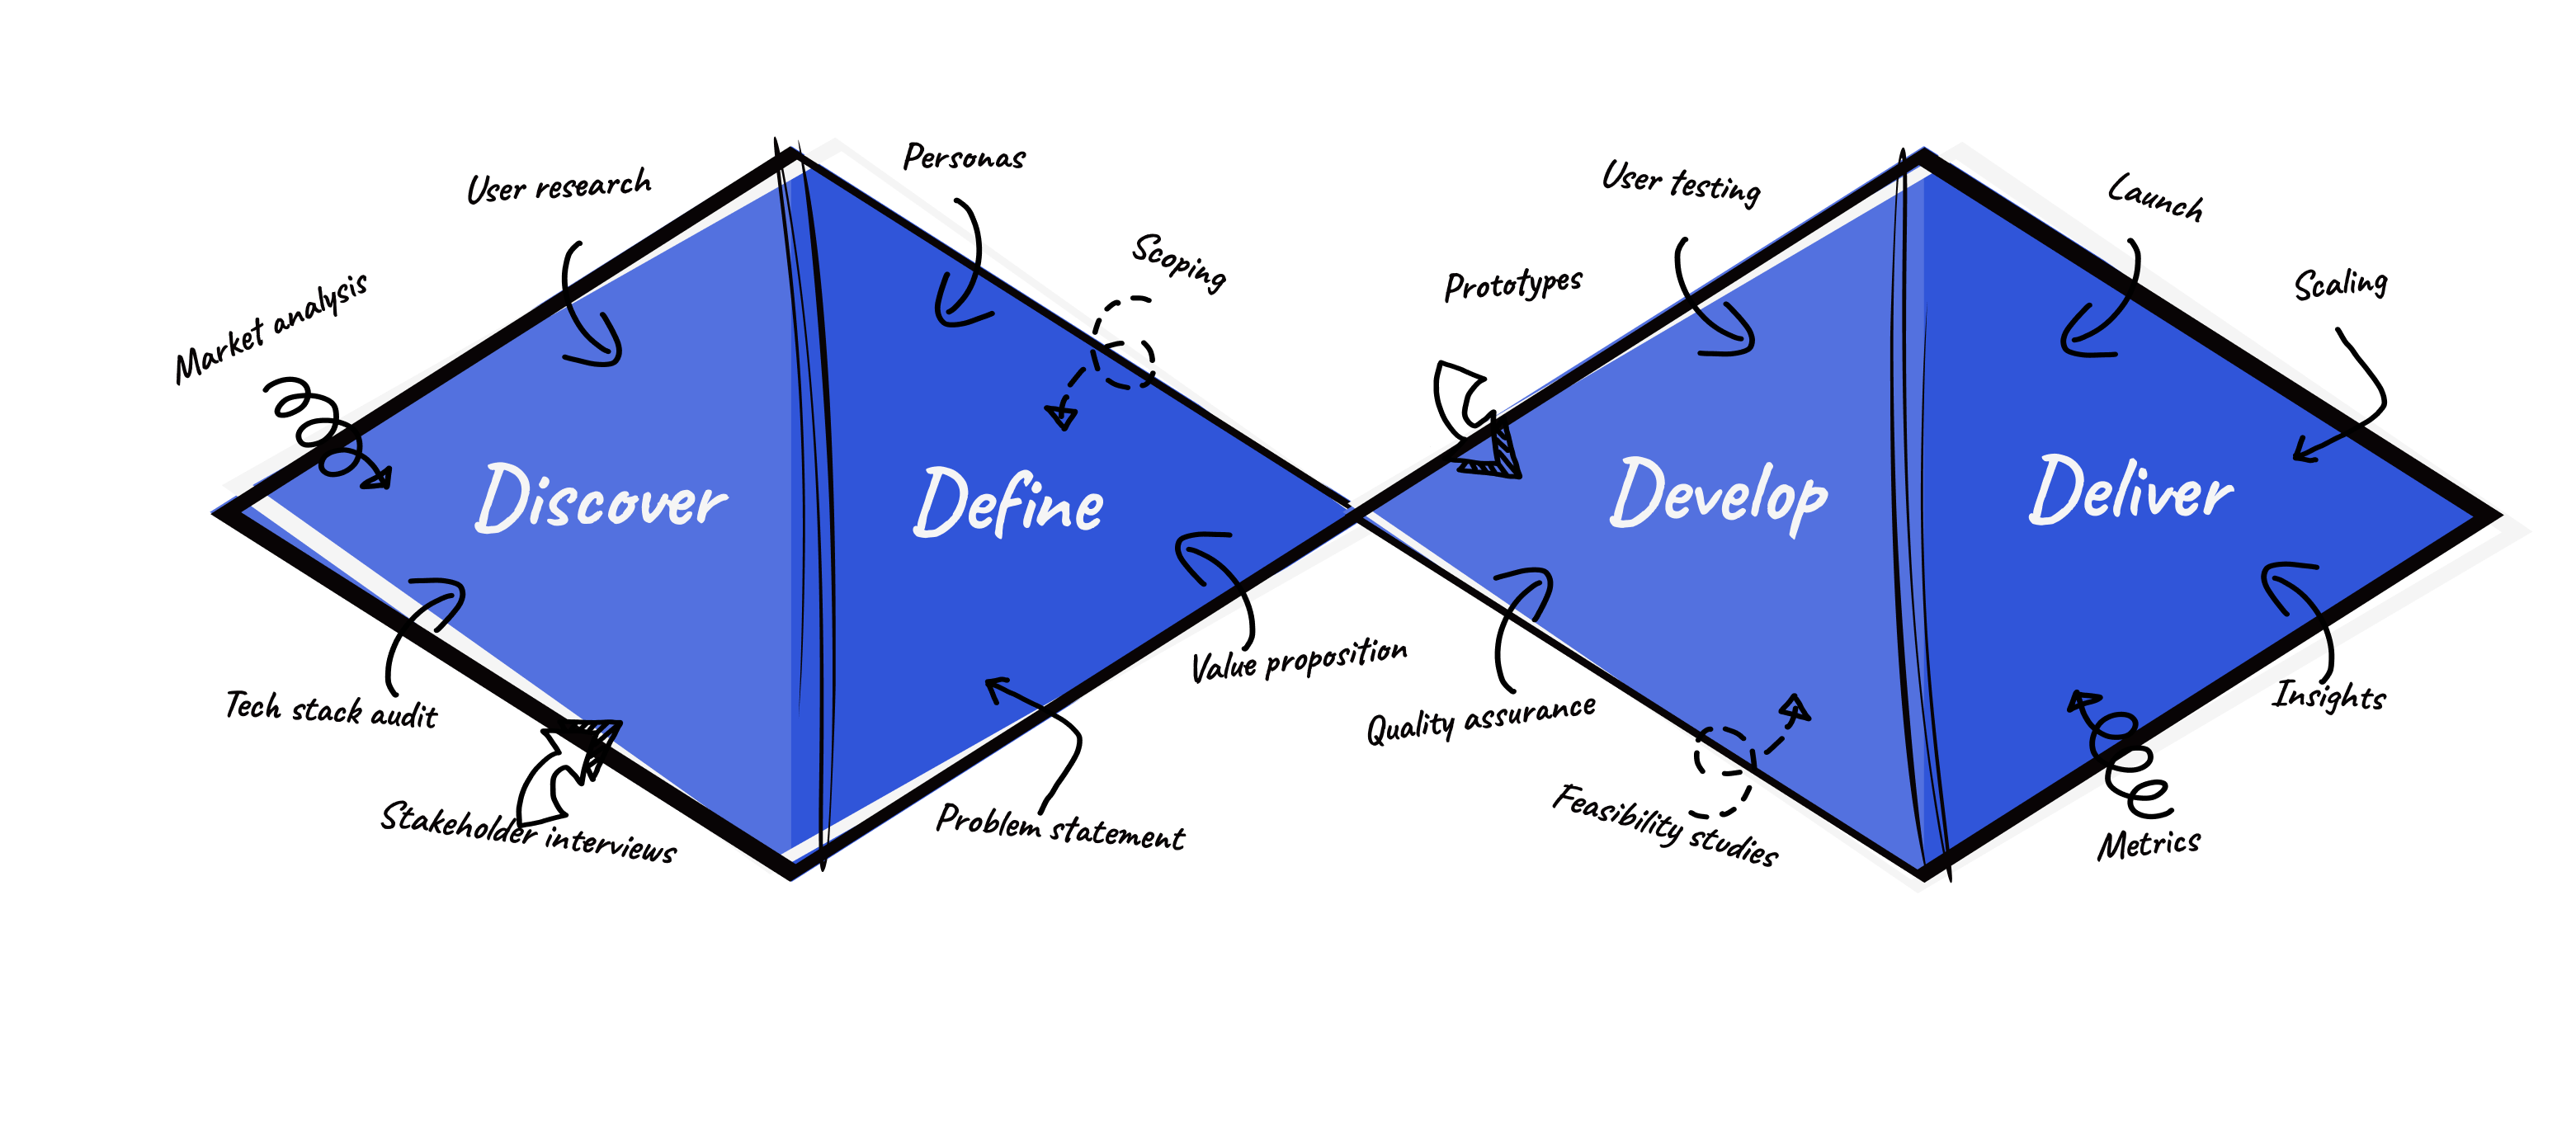 Market analysis
User research
Discover
Tech stack audit
Stakeholder interviews
Personas
Scoping
Define
Value proposition
Problem statement
Prototypes
User testing
Develop
Quality assurance
Feasibility studies
Launch
Scaling
Deliver
Insights
Metrics